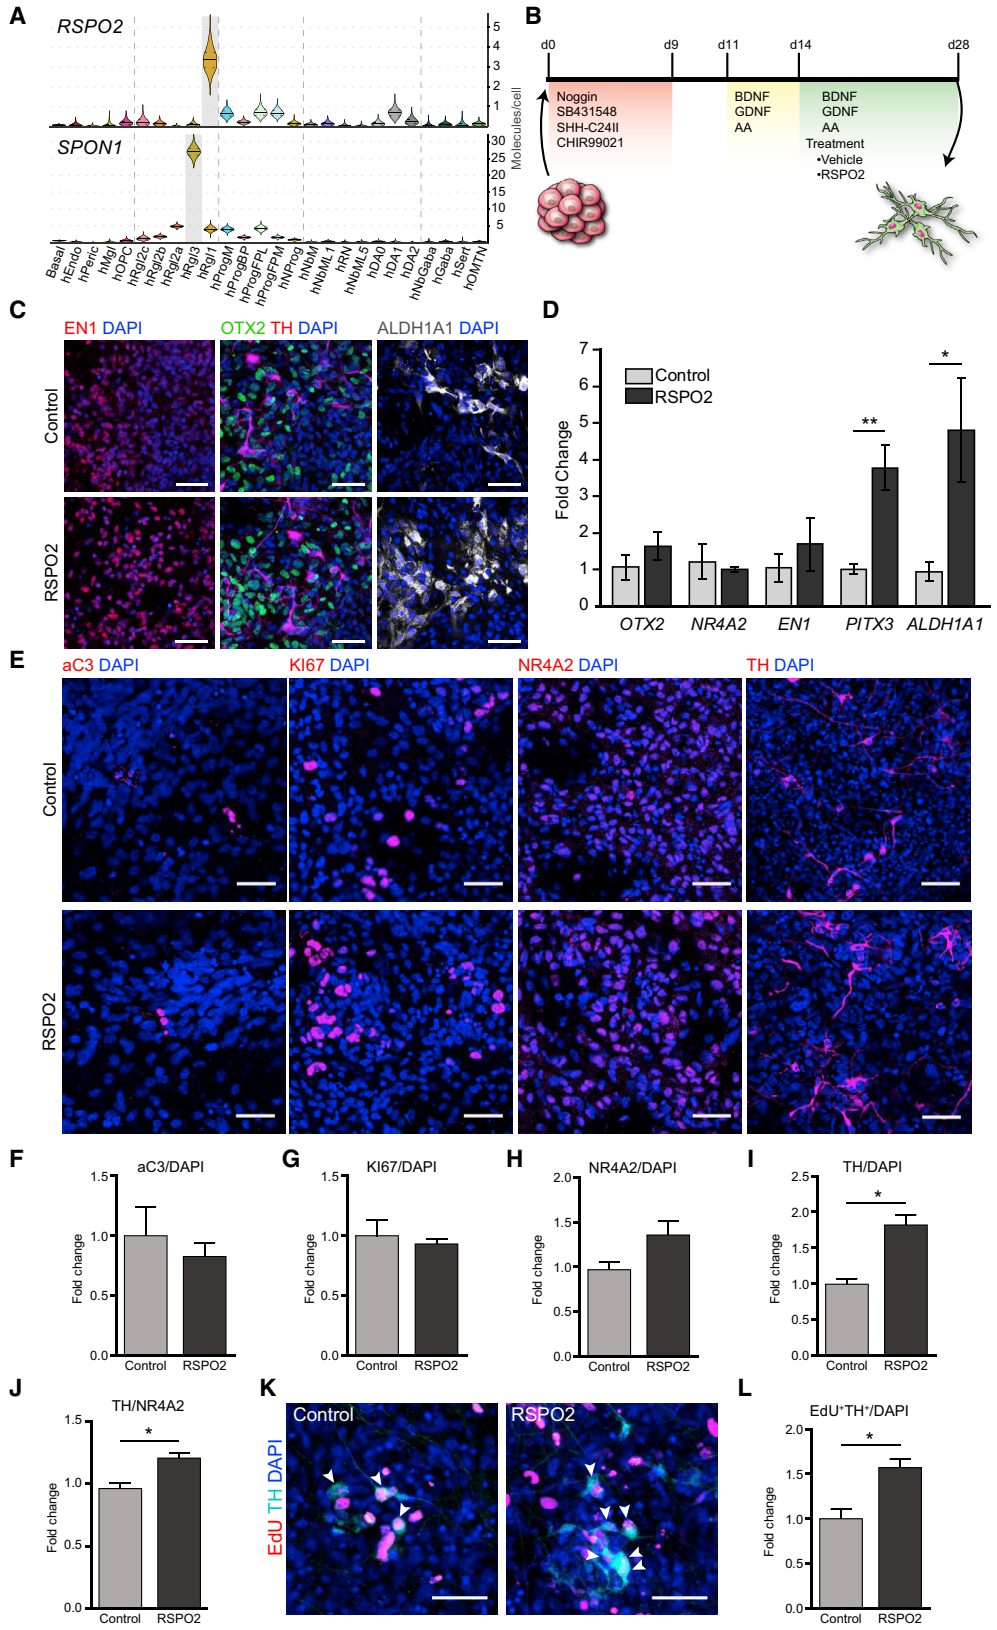 A
RSPO2
5
4
3
2
1
SPON1
30
25
20
15
10
5
Molecules/cell
Basal
hEndo
hPeric
hMgl
hOPC
hRgl2c
hRgl2b
hRgl2a
hRgl3
hRgl1
hProgM
hProgBP
hProgFPL
hProgFPM
hNProg
hNbM
hNbML1
hRN
hNbML5
hDA0
hDA1
hDA2
hNbGaba
hGaba
hSert
hOMTN
B
d0 d9 d11 d14 d28
Noggin
SB431548
SHH-C24II
CHIR99021
BDNF
GDNF
AA
BDNF
GDNF
AA
Treatment
•Vehicle
•RSPO2
C
EN1 DAPI
OTX2 TH DAPI
ALDH1A1 DAPI
Control
RSPO2
D
Fold Change
7
6
5
4
3
2
1
0
Control
RSPO2
**
*
OTX2 NR4A2 EN1 PITX3 ALDH1A1
E
aC3 DAPI
KI67 DAPI
NR4A2 DAPI
TH DAPI
Control
RSPO2
F
aC3/DAPI
Fold change
1.5
1.0
0.5
0.0
Control RSPO2
G
KI67/DAPI
Fold change
1.5
1.0
0.5
0.0
Control RSPO2
H
NR4A2/DAPI
Fold change
2.0
1.5
1.0
0.5
0.0
Control RSPO2
I
TH/DAPI
Fold change
2.5
2.0
1.5
1.0
0.5
0.0
*
Control RSPO2
J
TH/NR4A2
Fold change
1.5
1.0
0.5
0.0
*
Control RSPO2
K
EdU TH DAPI
Control
RSPO2
L
EdU⁺TH⁺/DAPI
Fold change
2.0
1.5
1.0
0.5
0.0
*
Control RSPO2